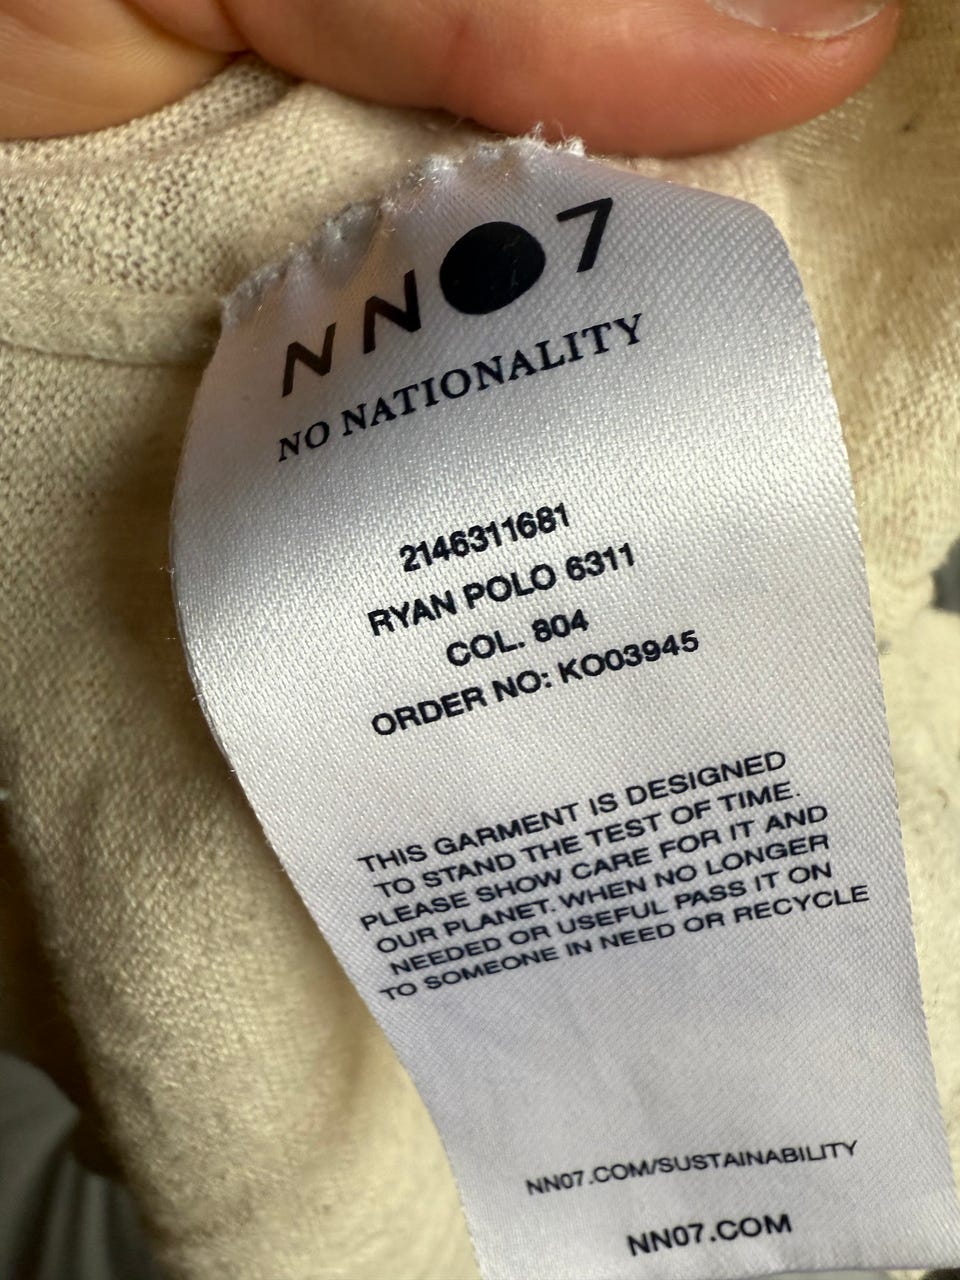 NN07
NO NATIONALITY
2146311681
RYAN POLO 6311
COL. 804
ORDER NO: KO03945
THIS GARMENT IS DESIGNED
TO STAND THE TEST OF TIME.
PLEASE SHOW CARE FOR IT AND
OUR PLANET. WHEN NO LONGER
NEEDED OR USEFUL PASS IT ON
TO SOMEONE IN NEED OR RECYCLE
NN07.COM/SUSTAINABILITY
NN07.COM